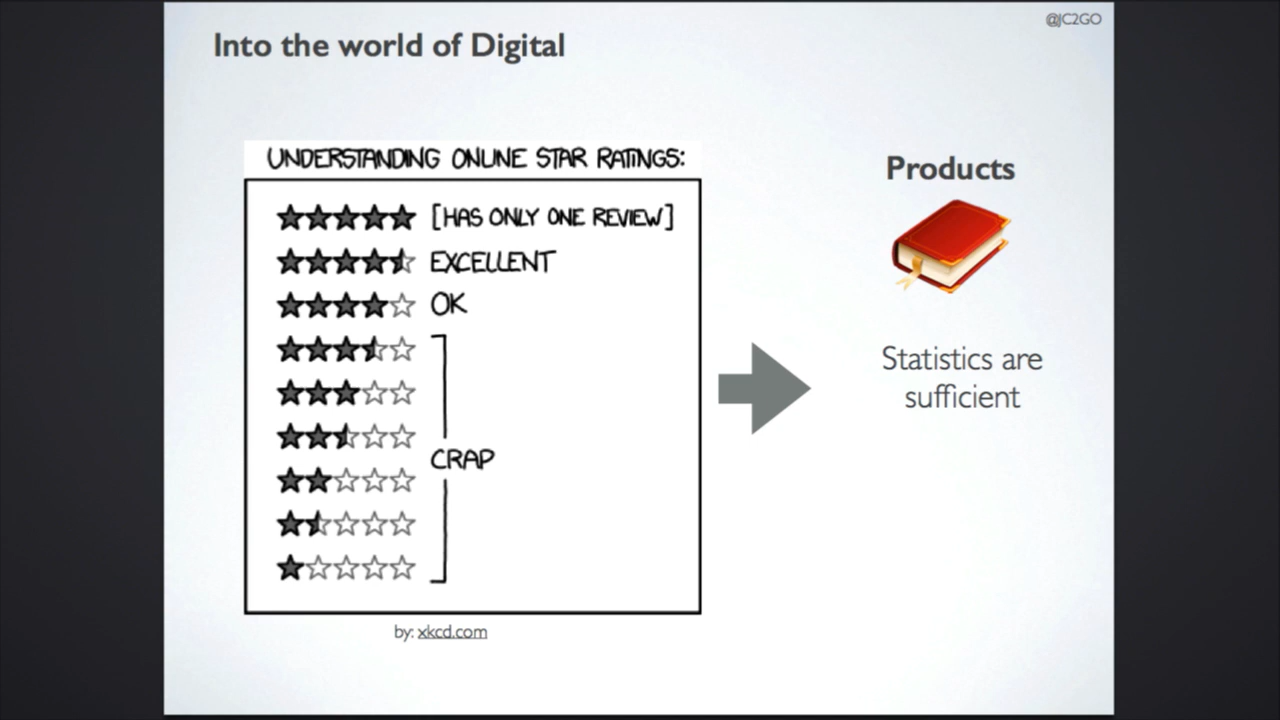 @JC2GO
Into the world of Digital
UNDERSTANDING ONLINE STAR RATINGS:
[HAS ONLY ONE REVIEW]
EXCELLENT
OK
CRAP
by: xkcd.com
Products
Statistics are
sufficient